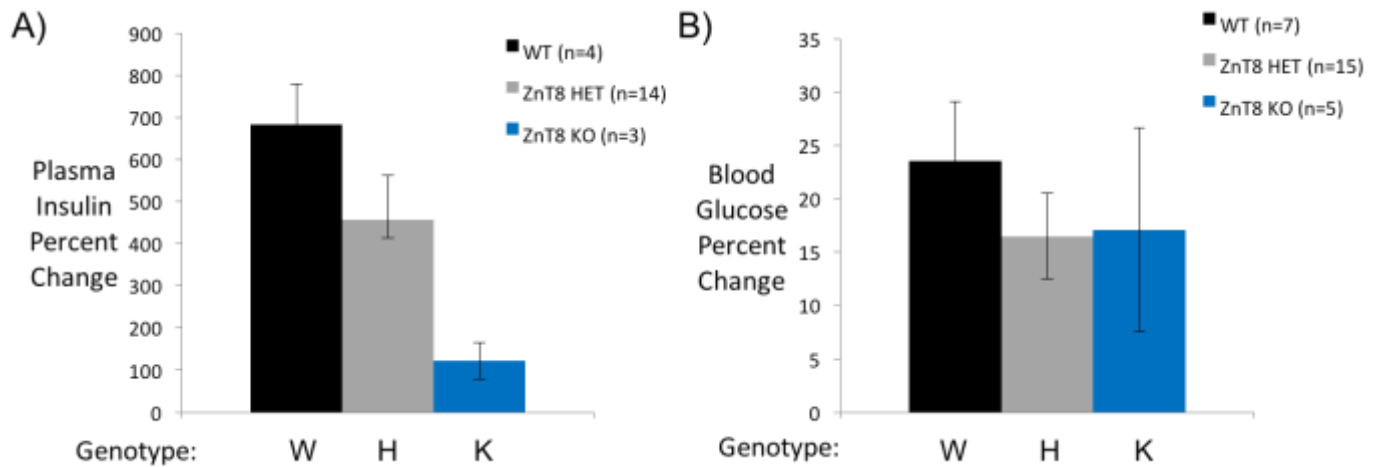 A)
900
800
700
600
500
400
300
200
100
0
Plasma
Insulin
Percent
Change
WT (n=4)
ZnT8 HET (n=14)
ZnT8 KO (n=3)
Genotype: W H K
B)
35
30
25
20
15
10
5
0
Blood
Glucose
Percent
Change
WT (n=7)
ZnT8 HET (n=15)
ZnT8 KO (n=5)
Genotype: W H K